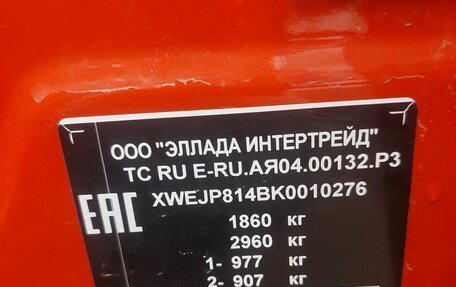 ООО "ЭЛЛАДА ИНТЕРТРЕЙД"
ТС RU E-RU.АЯ04.00132.Р3
EAC
XWEJP814BK0010276
1860 кг
2960 кг
1- 977 кг
2- 907 кг